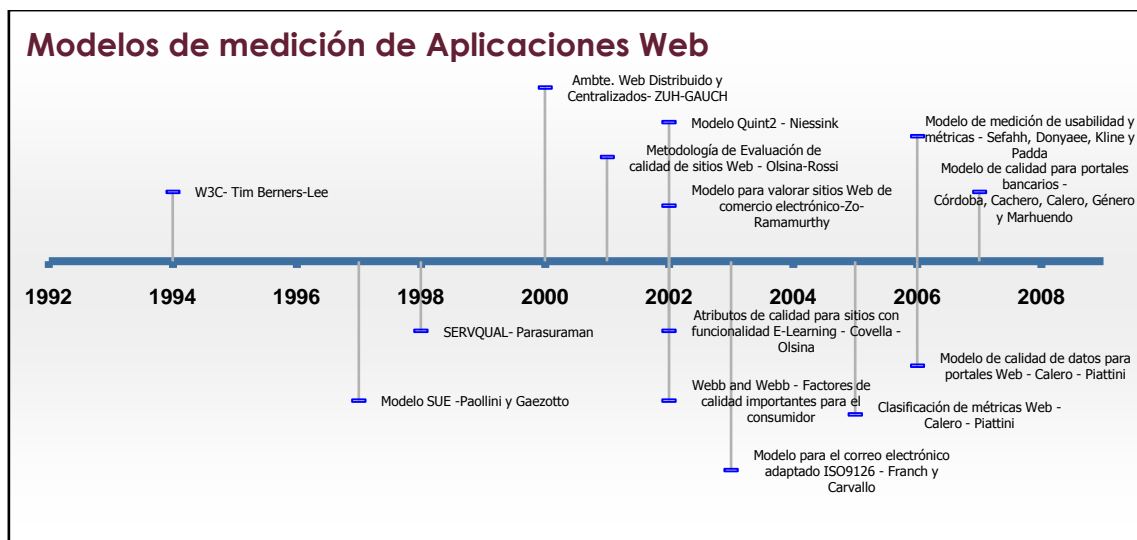 Modelos de medición de Aplicaciones Web
Ambte. Web Distribuido y
Centralizados- ZUH-GAUCH
Modelo Quint2 - Niessink
Metodología de Evaluación de
calidad de sitios Web - Olsina-Rossi
Modelo de medición de usabilidad y
métricas - Sefahh, Donyaee, Kline y
Padda
Modelo de calidad para portales
bancarios -
Córdoba, Cachero, Calero, Género
y Marhuendo
W3C- Tim Berners-Lee
Modelo para valorar sitios Web de
comercio electrónico-Zo-
Ramamurthy
1992 1994 1996 1998 2000 2002 2004 2006 2008
SERVQUAL- Parasuraman
Atributos de calidad para sitios con
funcionalidad E-Learning - Covella -
Olsina
Modelo de calidad de datos para
portales Web - Calero - Piattini
Modelo SUE -Paollini y Gaezotto
Webb and Webb - Factores de
calidad importantes para el
consumidor
Clasificación de métricas Web -
Calero - Piattini
Modelo para el correo electrónico
adaptado ISO9126 - Franch y
Carvallo